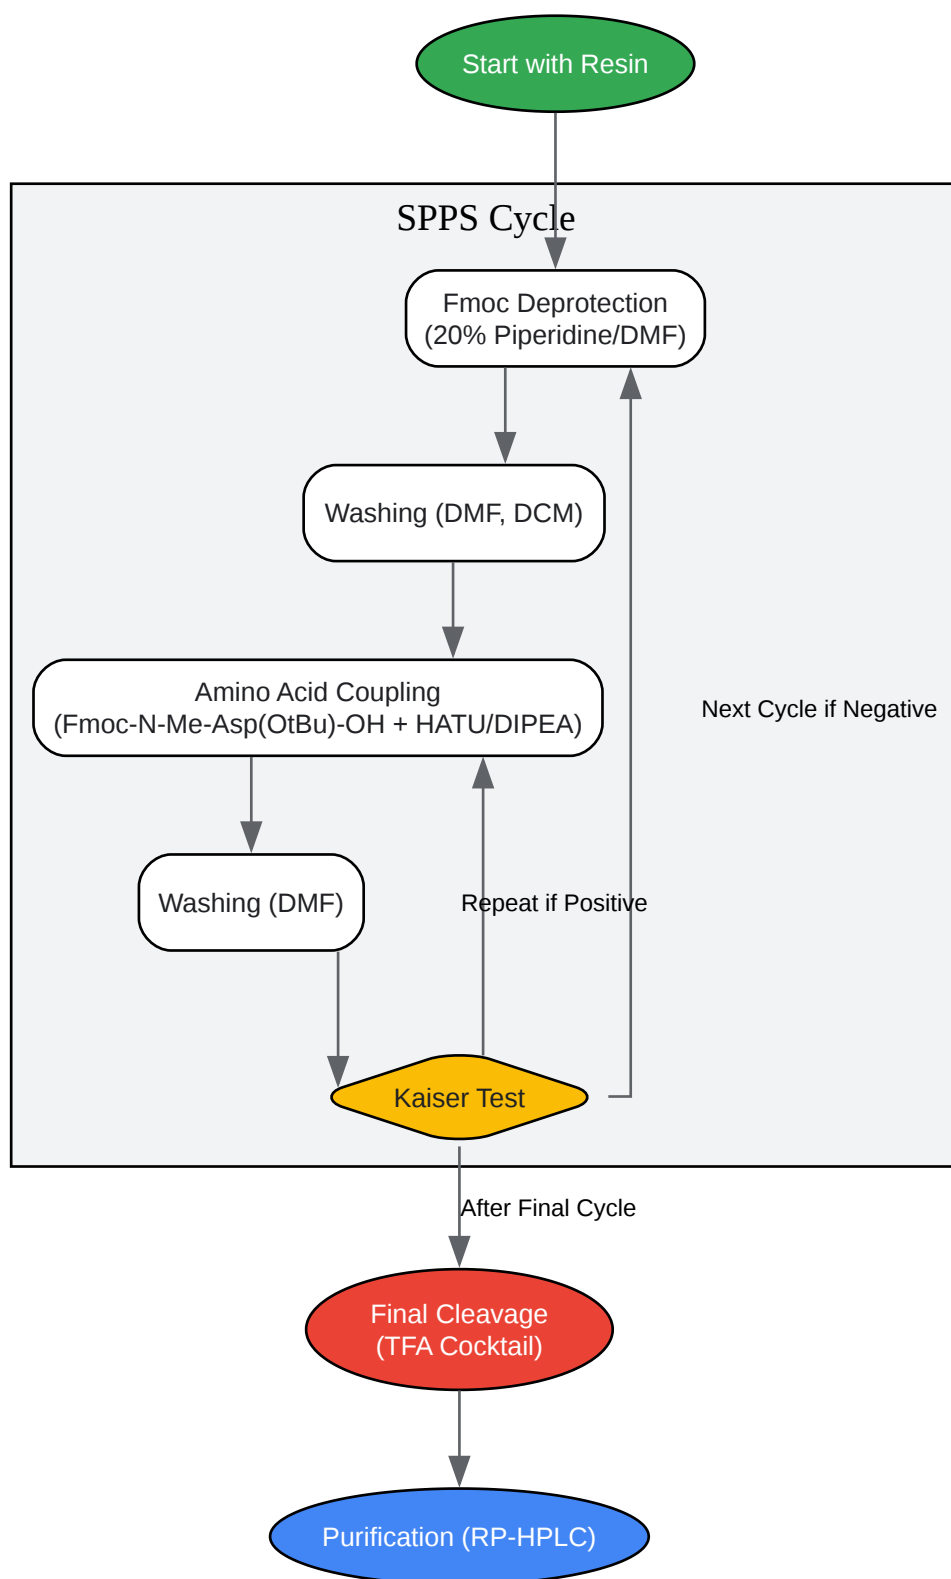 Start with Resin
SPPS Cycle
Fmoc Deprotection
(20% Piperidine/DMF)
Washing (DMF, DCM)
Amino Acid Coupling
(Fmoc-N-Me-Asp(OtBu)-OH + HATU/DIPEA)
Next Cycle if Negative
Washing (DMF)
Repeat if Positive
Kaiser Test
After Final Cycle
Final Cleavage
(TFA Cocktail)
Purification (RP-HPLC)